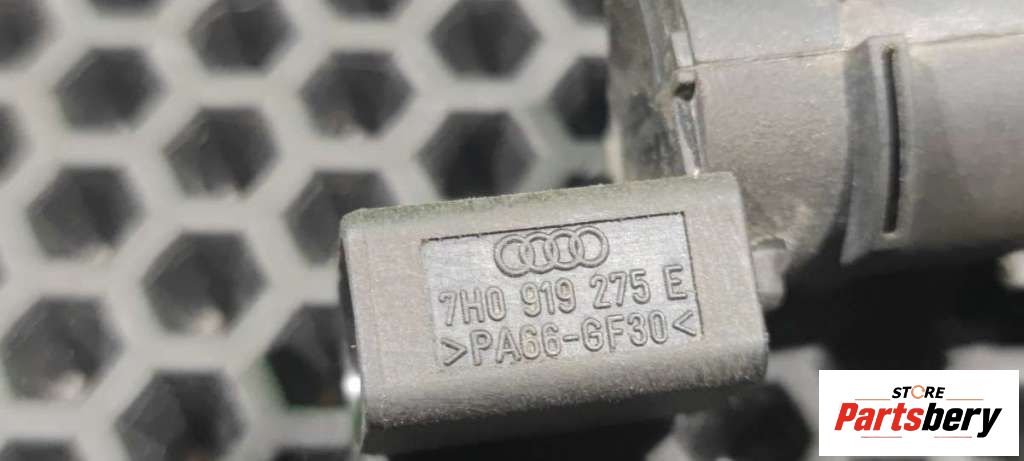 7H0 919 275 E
>PA66-GF30<
STORE
Partsbery